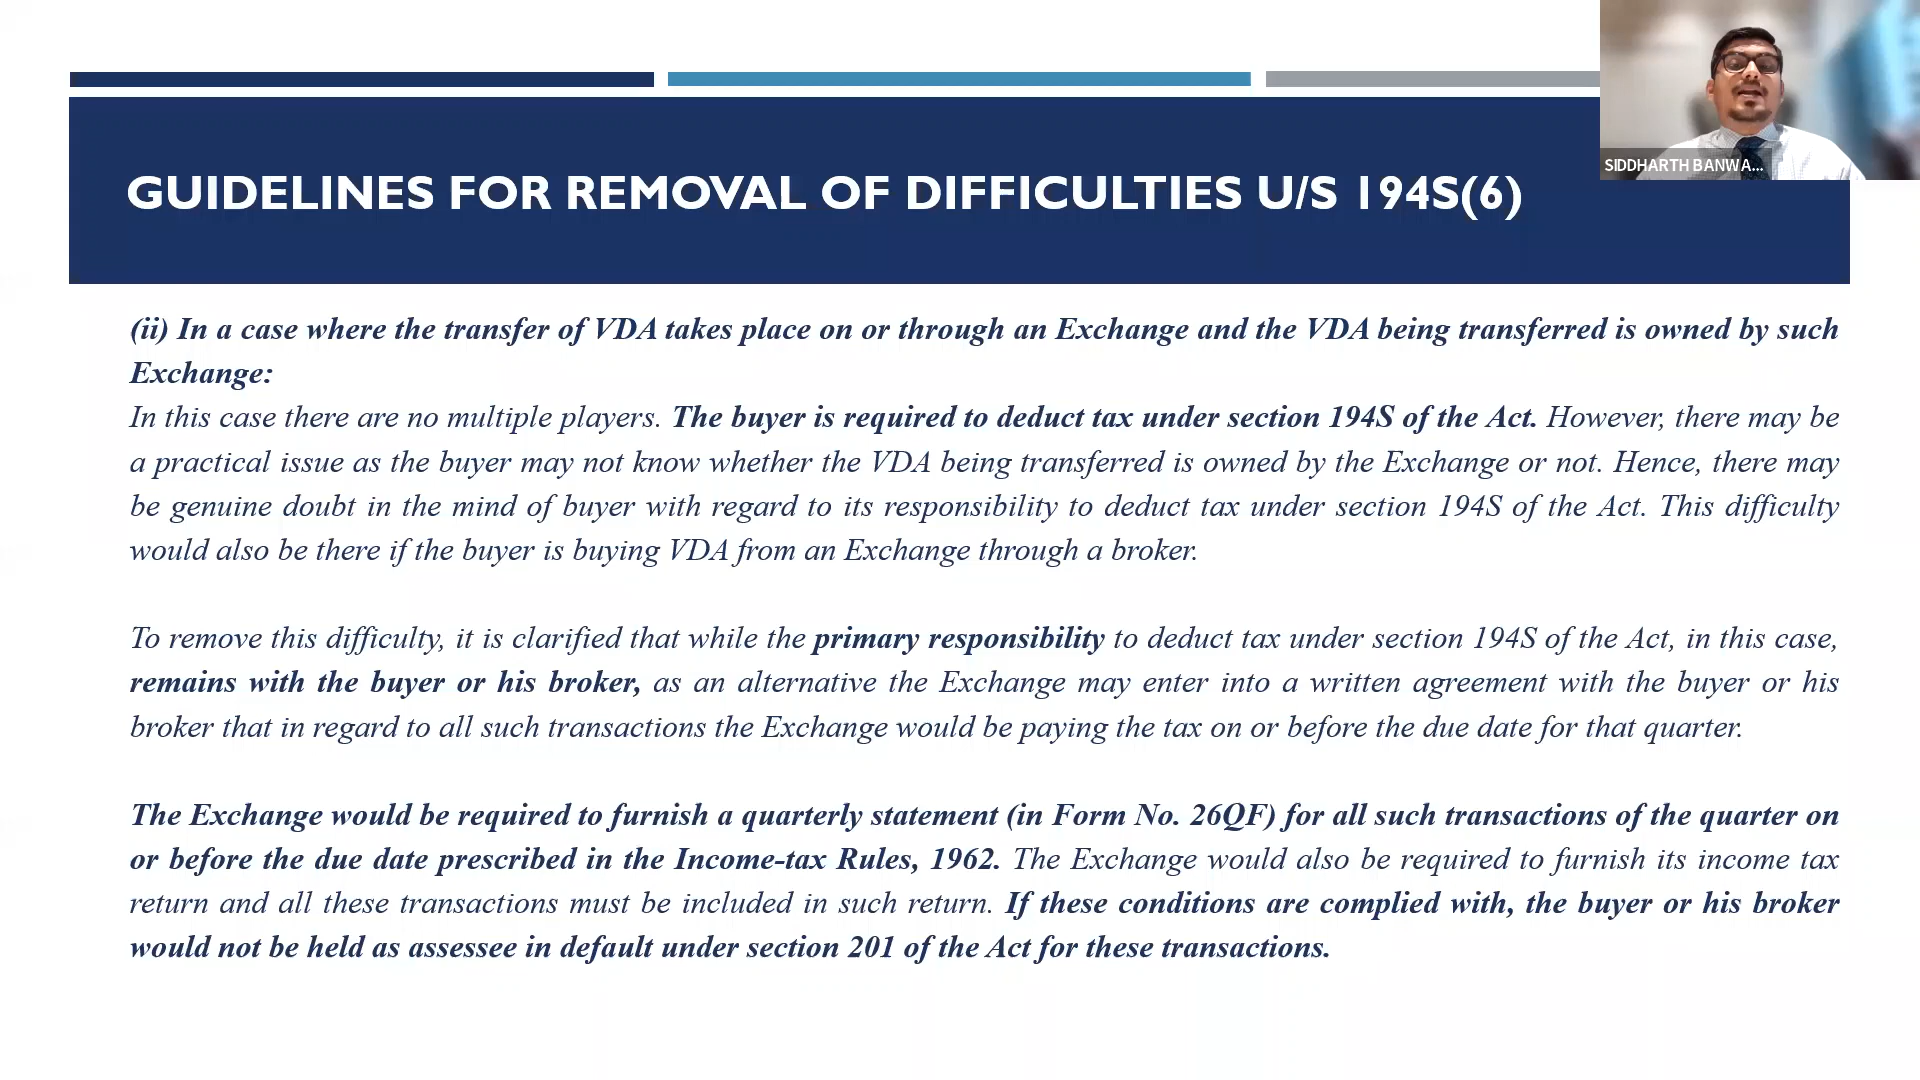 SIDDHARTH BANWA...
GUIDELINES FOR REMOVAL OF DIFFICULTIES U/S 194S(6)
(ii) In a case where the transfer of VDA takes place on or through an Exchange and the VDA being transferred is owned by such
Exchange:
In this case there are no multiple players. The buyer is required to deduct tax under section 194S of the Act. However, there may be
a practical issue as the buyer may not know whether the VDA being transferred is owned by the Exchange or not. Hence, there may
be genuine doubt in the mind of buyer with regard to its responsibility to deduct tax under section 194S of the Act. This difficulty
would also be there if the buyer is buying VDA from an Exchange through a broker.
To remove this difficulty, it is clarified that while the primary responsibility to deduct tax under section 194S of the Act, in this case,
remains with the buyer or his broker, as an alternative the Exchange may enter into a written agreement with the buyer or his
broker that in regard to all such transactions the Exchange would be paying the tax on or before the due date for that quarter.
The Exchange would be required to furnish a quarterly statement (in Form No. 26QF) for all such transactions of the quarter on
or before the due date prescribed in the Income-tax Rules, 1962. The Exchange would also be required to furnish its income tax
return and all these transactions must be included in such return. If these conditions are complied with, the buyer or his broker
would not be held as assessee in default under section 201 of the Act for these transactions.